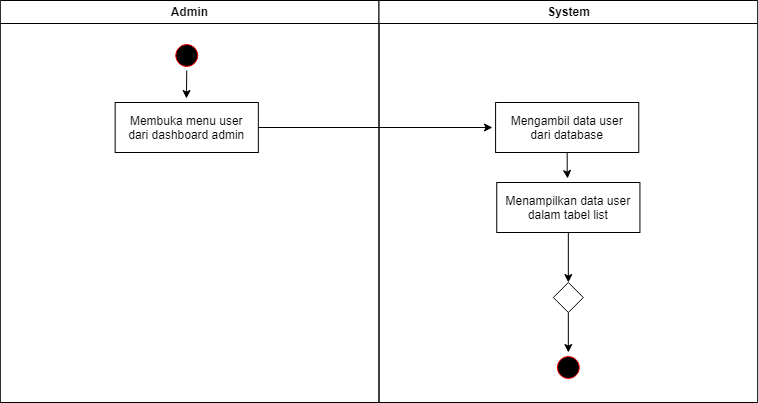 Admin
System
Membuka menu user
dari dashboard admin
Mengambil data user
dari database
Menampilkan data user
dalam tabel list